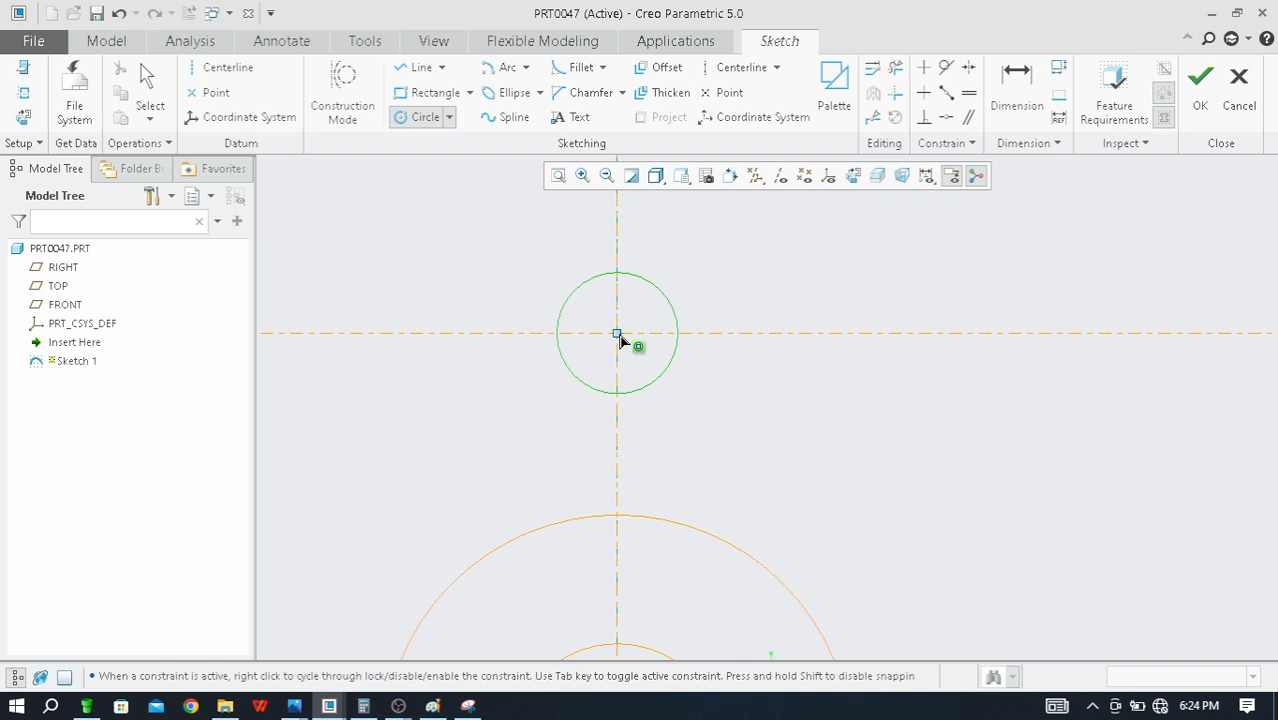 PRT0047 (Active) - Creo Parametric 5.0
File Model Analysis Annotate Tools View Flexible Modeling Applications Sketch
Centerline Line Arc Fillet Offset Centerline
Point Rectangle Ellipse Chamfer Thicken Point
Coordinate System Circle Spline Text Project Coordinate System
File System Select Construction Mode Palette Dimension Feature Requirements OK Cancel
Setup Get Data Operations Datum Sketching Editing Constrain Dimension Inspect Close
Model Tree Folder Br Favorites
Model Tree
PRT0047.PRT
RIGHT
TOP
FRONT
PRT_CSYS_DEF
Insert Here
Sketch 1
• When a constraint is active, right click to cycle through lock/disable/enable the constraint. Use Tab key to toggle active constraint. Press and hold Shift to disable snappin
6:24 PM